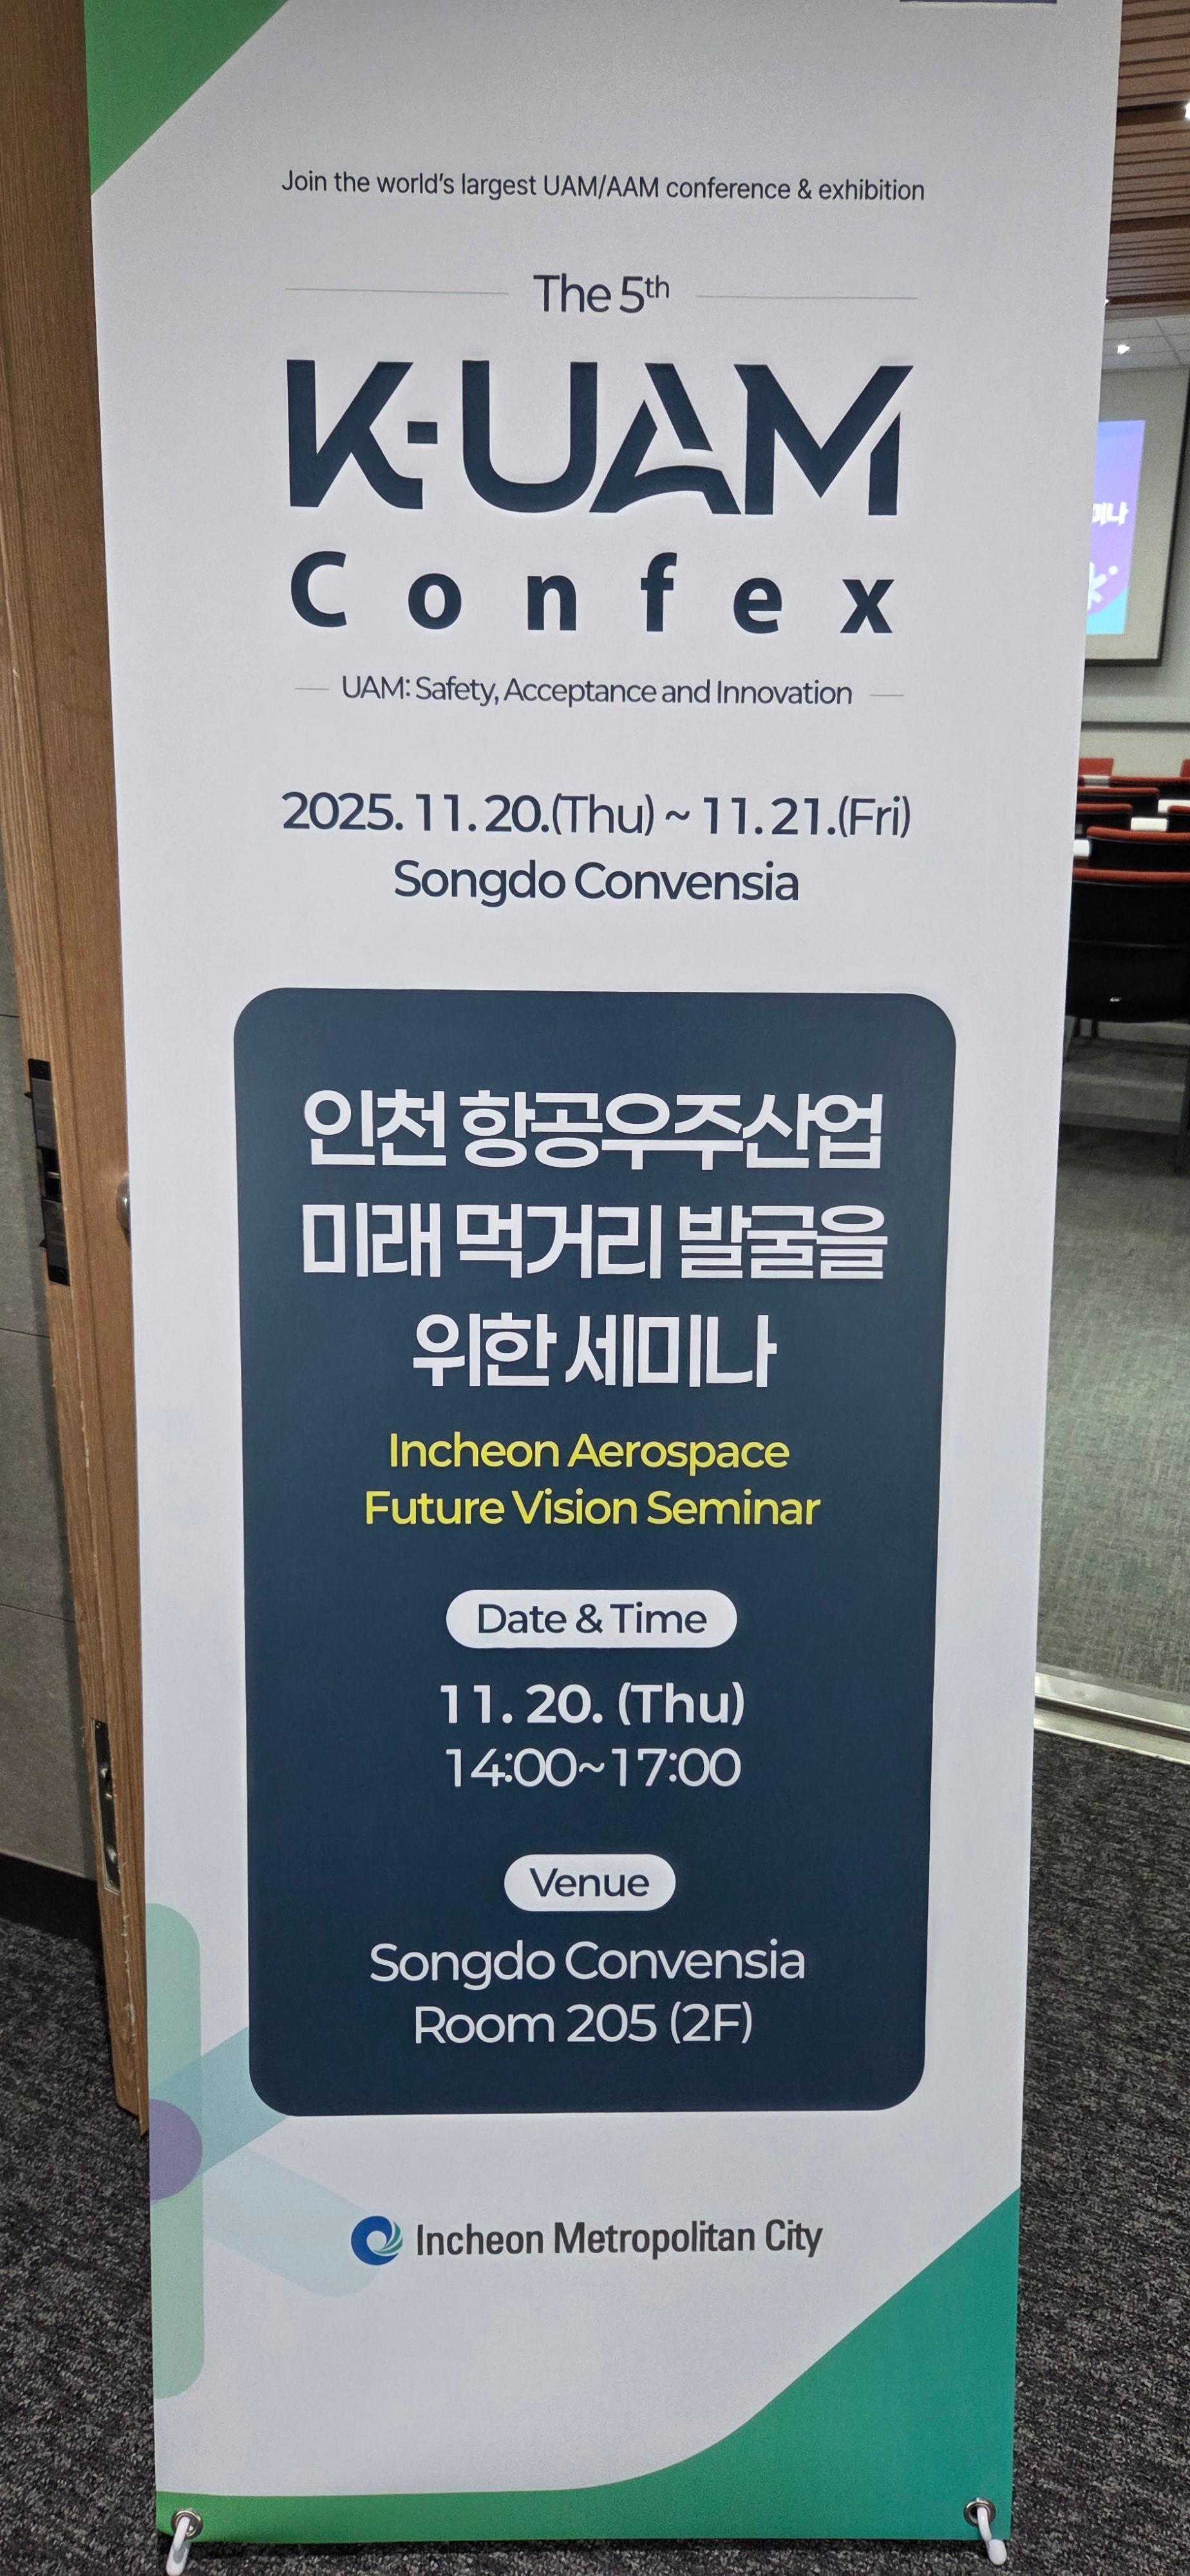 Join the world's largest UAM/AAM conference & exhibition
The 5th
K-UAM
Confex
UAM: Safety, Acceptance and Innovation
2025. 11. 20.(Thu) ~ 11. 21.(Fri)
Songdo Convensia
인천 항공우주산업
미래 먹거리 발굴을
위한 세미나
Incheon Aerospace
Future Vision Seminar
Date & Time
11. 20. (Thu)
14:00~17:00
Venue
Songdo Convensia
Room 205 (2F)
Incheon Metropolitan City